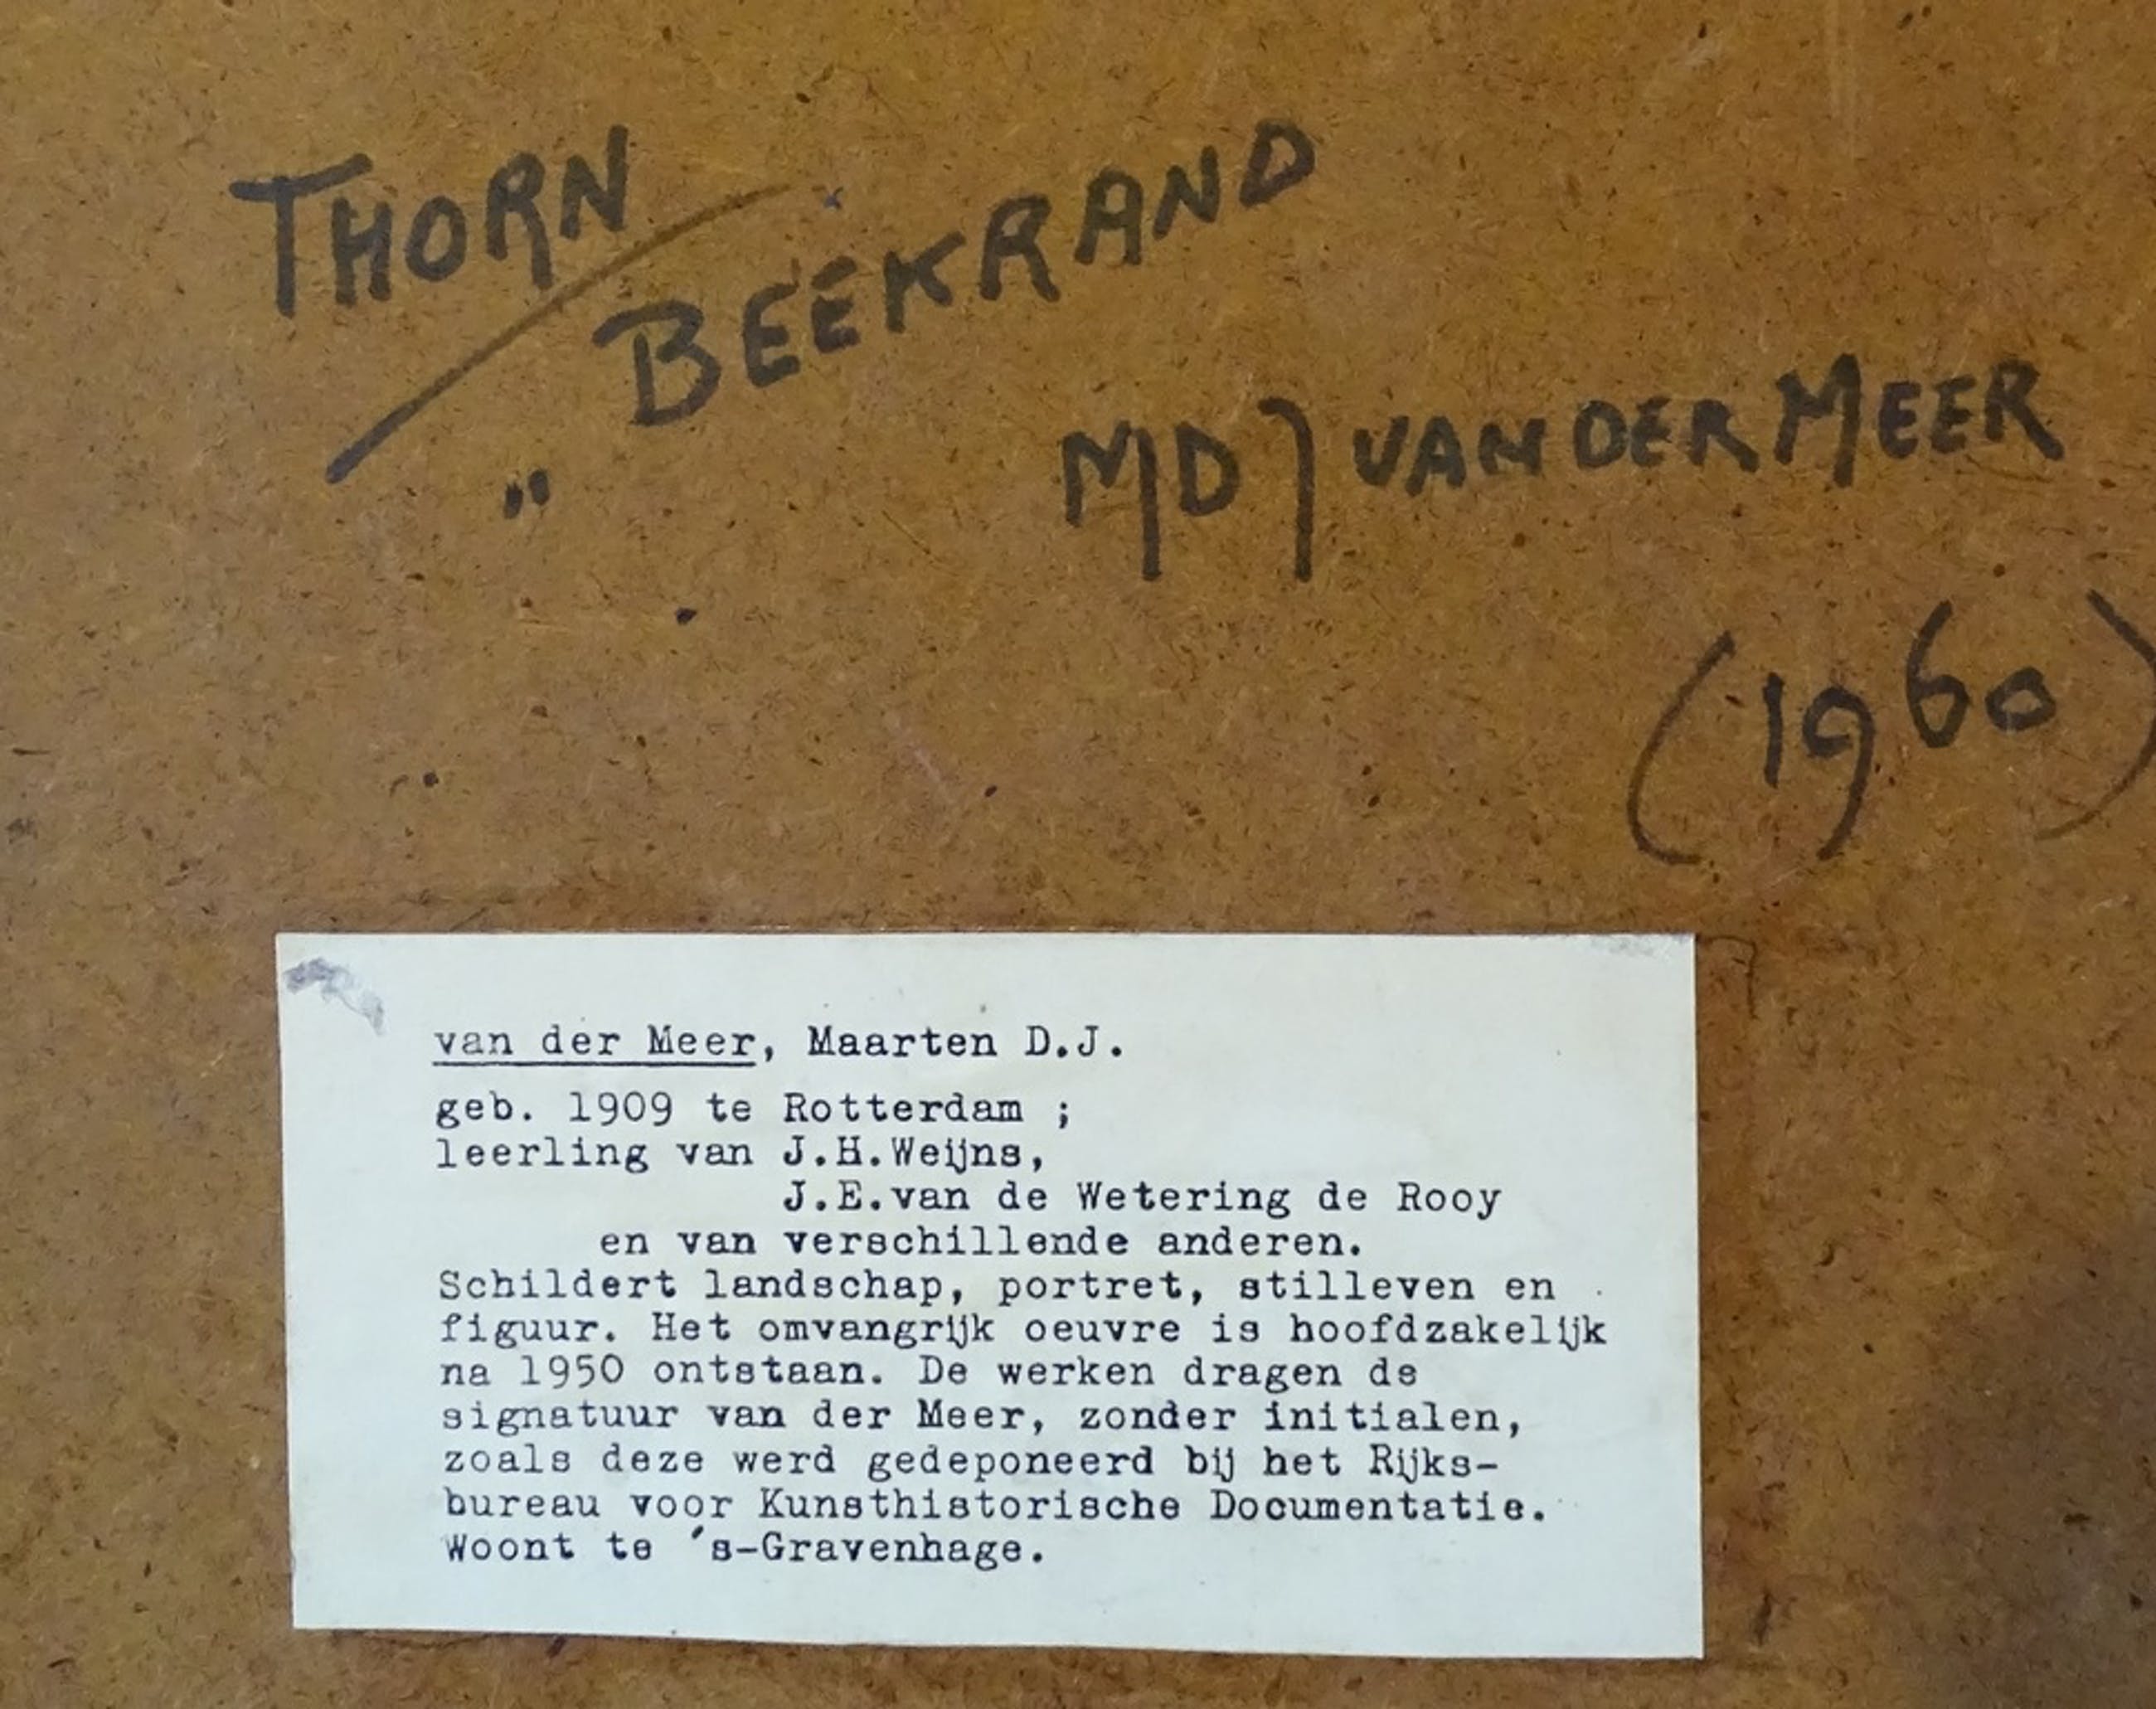 THORN
BEEKRAND
"
MDJ VAN DER MEER
(1960)
van der Meer, Maarten D.J.
geb. 1909 te Rotterdam ;
leerling van J.H.Weijns,
J.E.van de Wetering de Rooy
en van verschillende anderen.
Schildert landschap, portret, stilleven en
figuur. Het omvangrijk oeuvre is hoofdzakelijk
na 1950 ontstaan. De werken dragen de
signatuur van der Meer, zonder initialen,
zoals deze werd gedeponeerd bij het Rijks-
bureau voor Kunsthistorische Documentatie.
Woont te 's-Gravenhage.